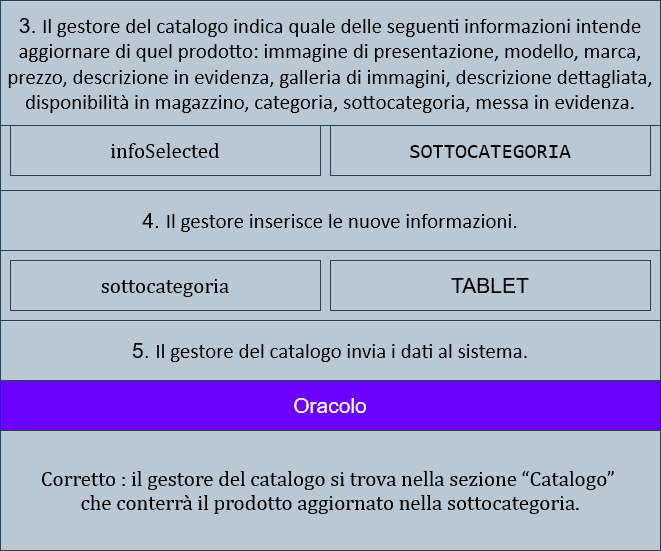 3. Il gestore del catalogo indica quale delle seguenti informazioni intende
aggiornare di quel prodotto: immagine di presentazione, modello, marca,
prezzo, descrizione in evidenza, galleria di immagini, descrizione dettagliata,
disponibilità in magazzino, categoria, sottocategoria, messa in evidenza.
infoSelected
SOTTOCATEGORIA
4. Il gestore inserisce le nuove informazioni.
sottocategoria
TABLET
5. Il gestore del catalogo invia i dati al sistema.
Oracolo
Corretto : il gestore del catalogo si trova nella sezione “Catalogo”
che conterrà il prodotto aggiornato nella sottocategoria.